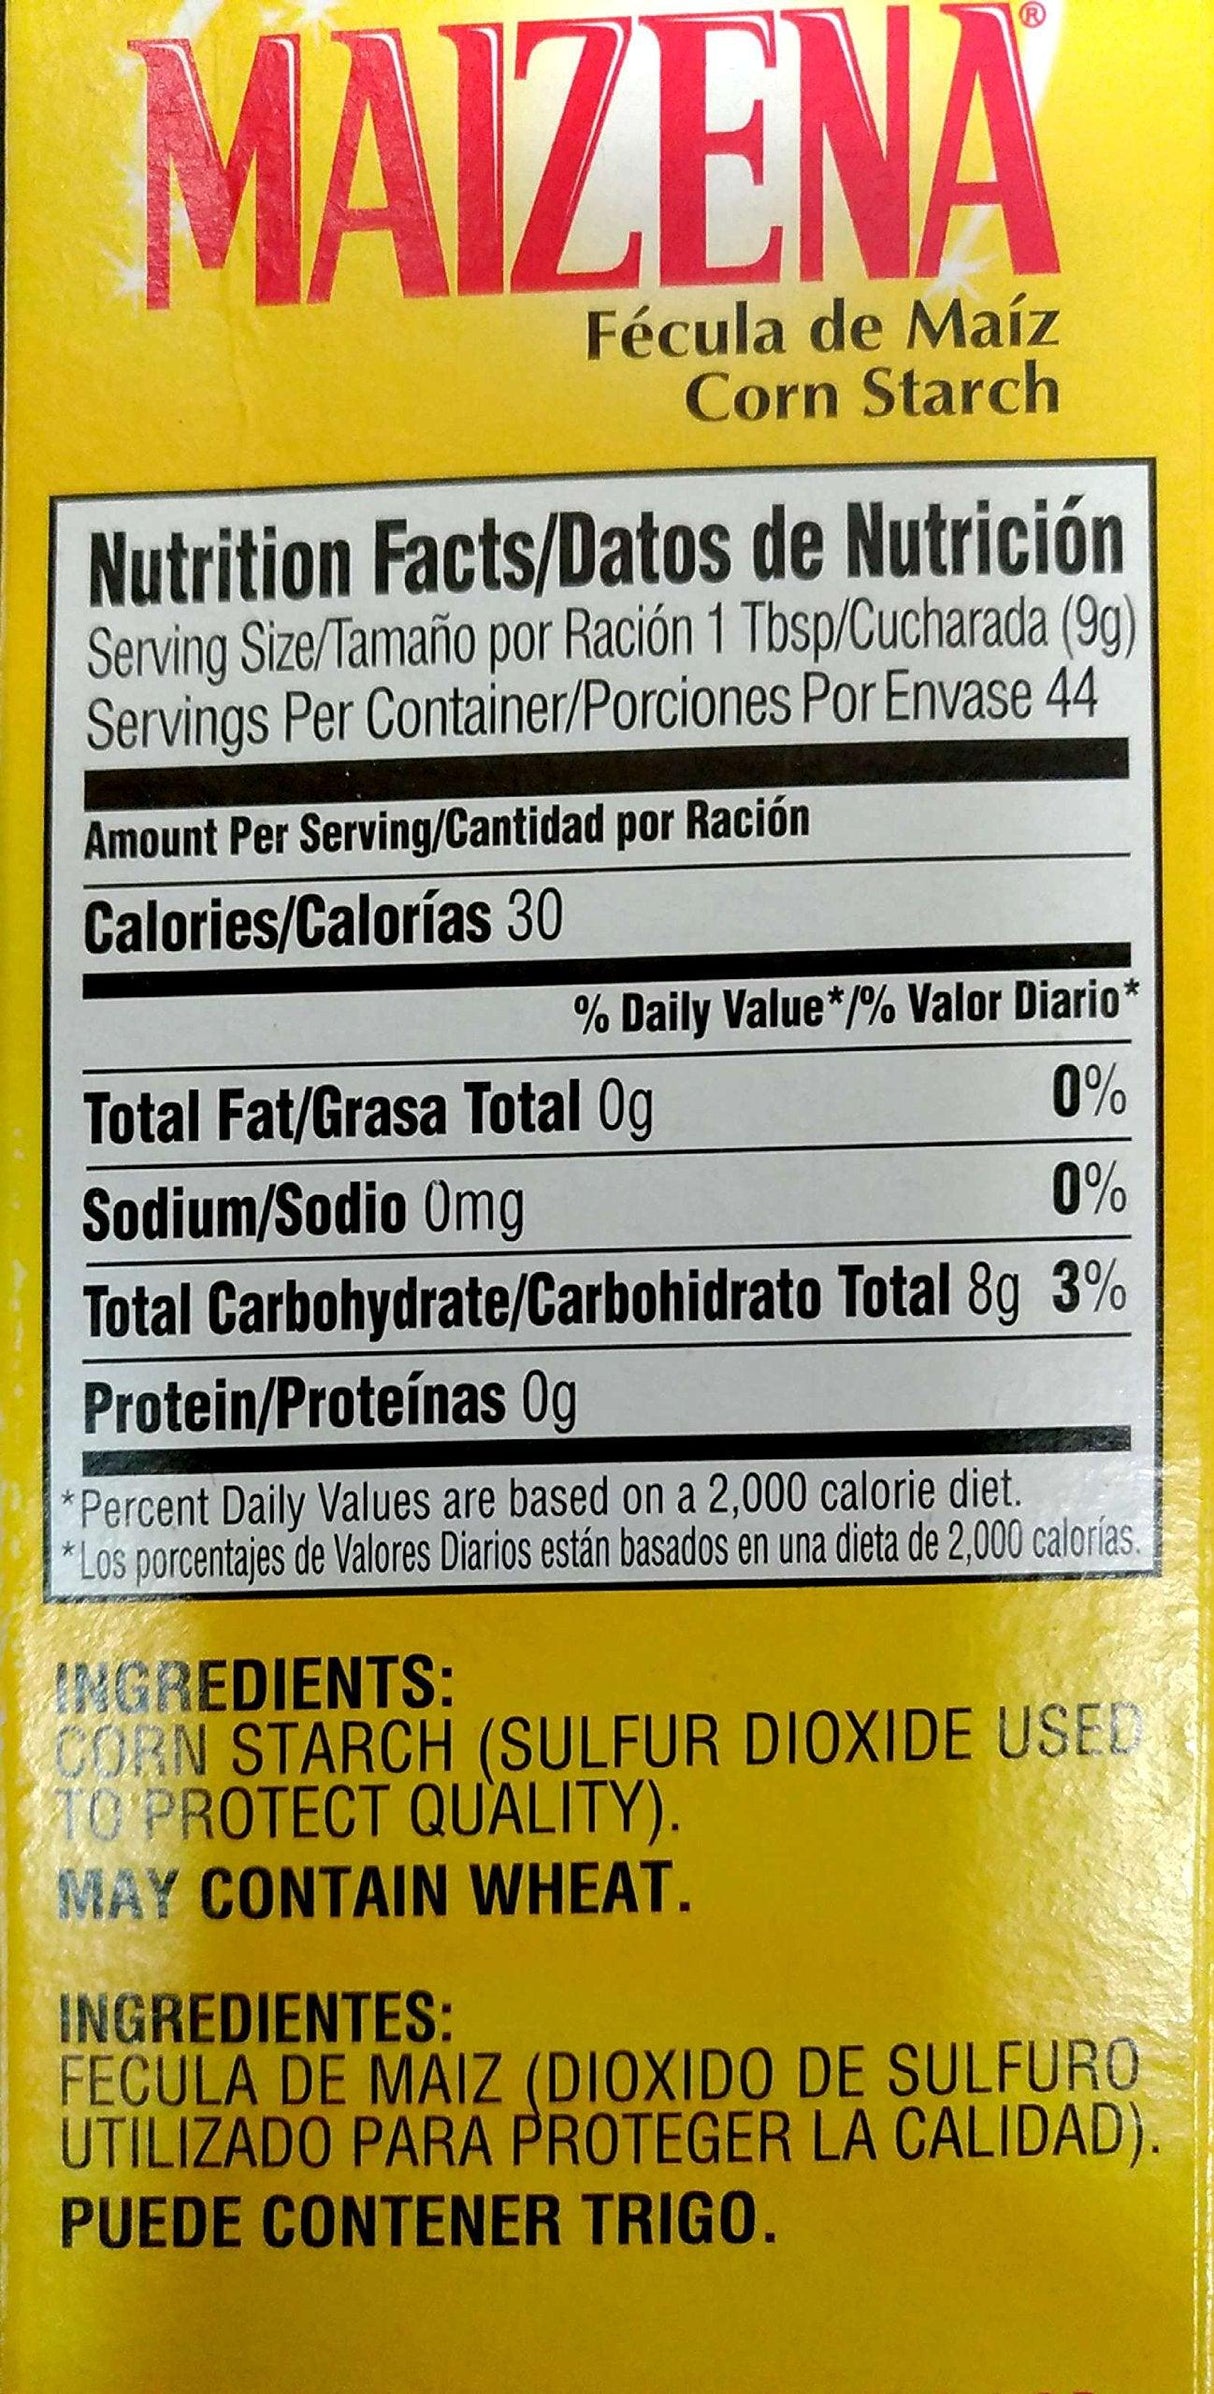 MAIZENA®
Fécula de Maíz
Corn Starch
Nutrition Facts/Datos de Nutrición
Serving Size/Tamaño por Ración 1 Tbsp/Cucharada (9g)
Servings Per Container/Porciones Por Envase 44
Amount Per Serving/Cantidad por Ración
Calories/Calorías 30
% Daily Value*/% Valor Diario*
Total Fat/Grasa Total 0g 0%
Sodium/Sodio 0mg 0%
Total Carbohydrate/Carbohidrato Total 8g 3%
Protein/Proteínas 0g
*Percent Daily Values are based on a 2,000 calorie diet.
*Los porcentajes de Valores Diarios están basados en una dieta de 2,000 calorías.
INGREDIENTS:
CORN STARCH (SULFUR DIOXIDE USED
TO PROTECT QUALITY).
MAY CONTAIN WHEAT.
INGREDIENTES:
FECULA DE MAIZ (DIOXIDO DE SULFURO
UTILIZADO PARA PROTEGER LA CALIDAD).
PUEDE CONTENER TRIGO.